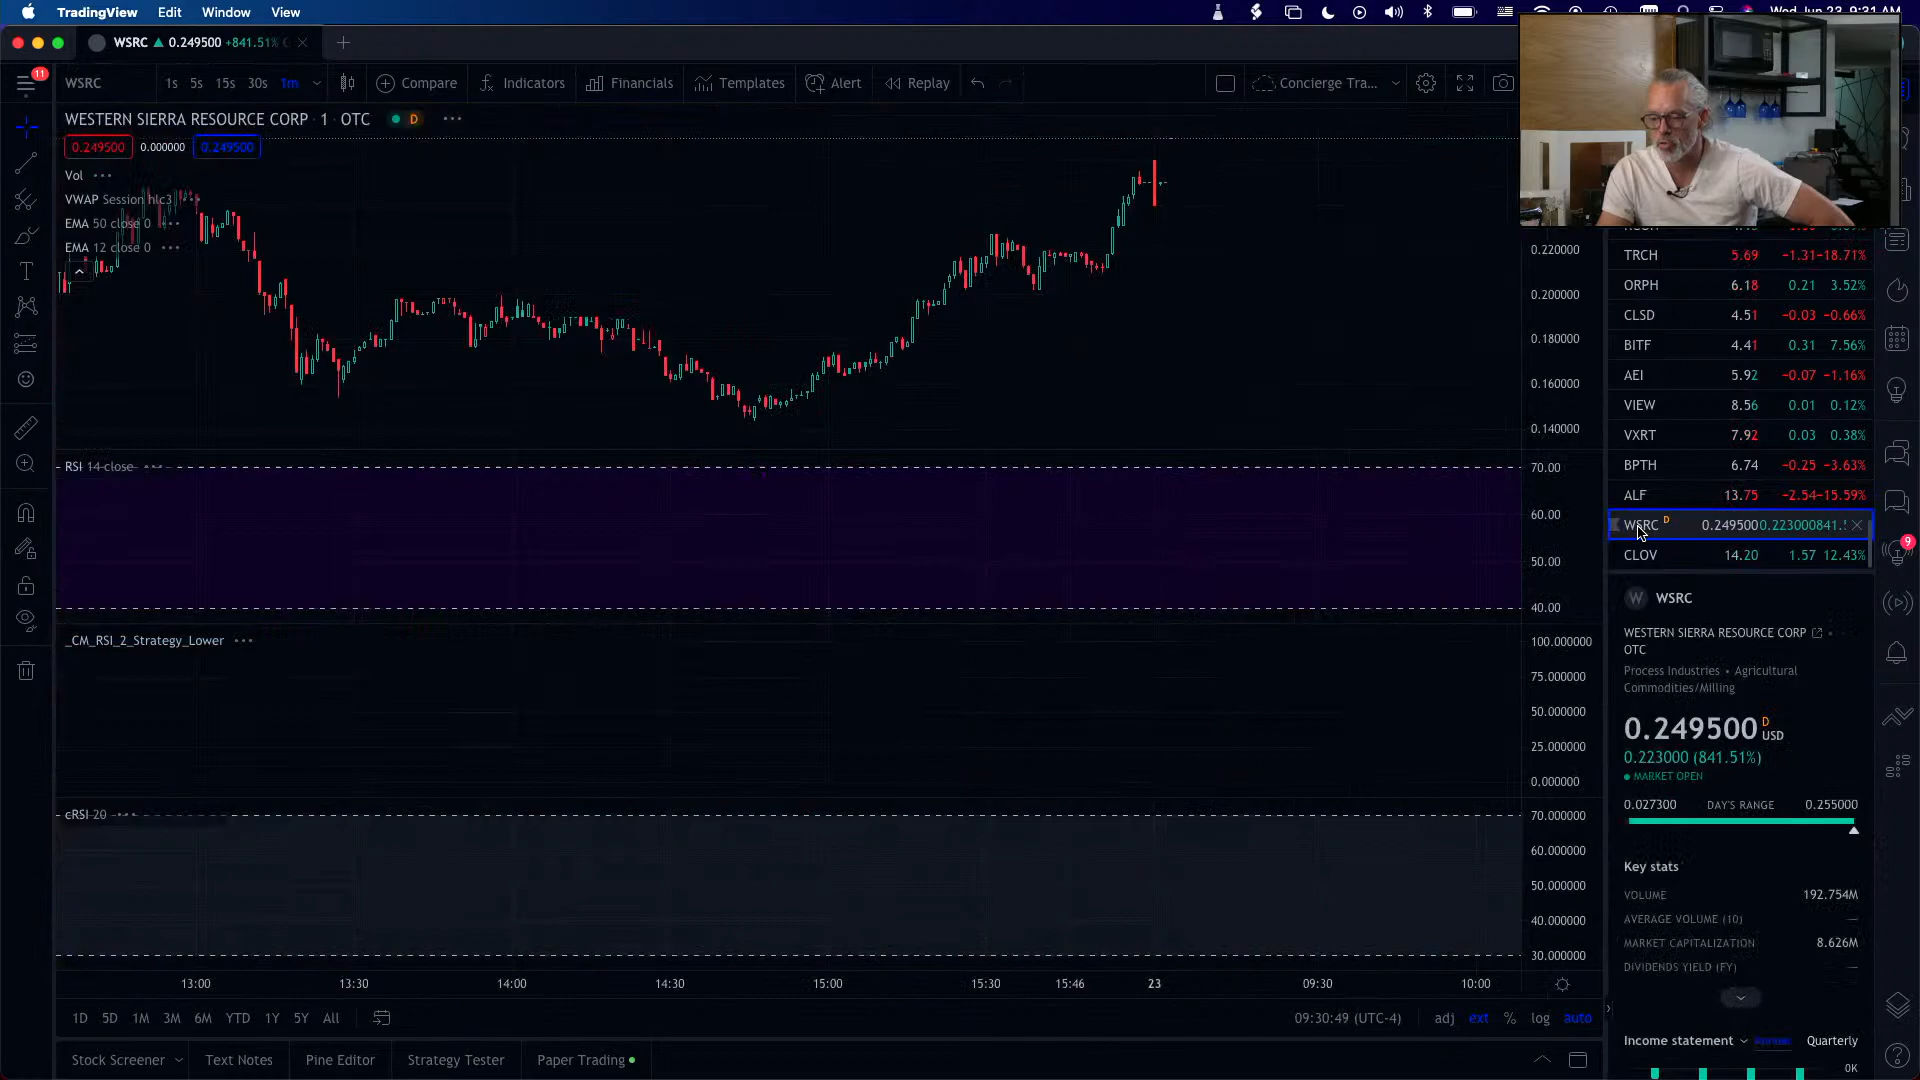 TradingView Edit Window View
WSRC 0.249500 +841.51%
11
WSRC 1s 5s 15s 30s 1m Compare Indicators Financials Templates Alert Replay Concierge Tra...
WESTERN SIERRA RESOURCE CORP · 1 · OTC D
0.249500 0.000000 0.249500
Vol
VWAP Session hlc3
EMA 50 close 0
EMA 12 close 0
0.220000
0.200000
0.180000
0.160000
0.140000
RSI 14 close
70.00
60.00
50.00
40.00
_CM_RSI_2_Strategy_Lower
100.000000
75.000000
50.000000
25.000000
0.000000
cRSI 20
70.000000
60.000000
50.000000
40.000000
30.000000
13:00 13:30 14:00 14:30 15:00 15:30 15:46 23 09:30 10:00
1D 5D 1M 3M 6M YTD 1Y 5Y All 09:30:49 (UTC-4) adj ext % log auto
Stock Screener Text Notes Pine Editor Strategy Tester Paper Trading
TRCH 5.69 −1.31 −18.71%
ORPH 6.18 0.21 3.52%
CLSD 4.51 −0.03 −0.66%
BITF 4.41 0.31 7.56%
AEI 5.92 −0.07 −1.16%
VIEW 8.56 0.01 0.12%
VXRT 7.92 0.03 0.38%
BPTH 6.74 −0.25 −3.63%
ALF 13.75 −2.54 −15.59%
WSRC D 0.249500 0.223000 841.
CLOV 14.20 1.57 12.43%
9
W WSRC
WESTERN SIERRA RESOURCE CORP
OTC
Process Industries • Agricultural
Commodities/Milling
0.249500 D USD
0.223000 (841.51%)
MARKET OPEN
0.027300 DAY'S RANGE 0.255000
Key stats
VOLUME 192.754M
AVERAGE VOLUME (10) —
MARKET CAPITALIZATION 8.626M
DIVIDENDS YIELD (FY) —
Income statement Annual Quarterly
0K